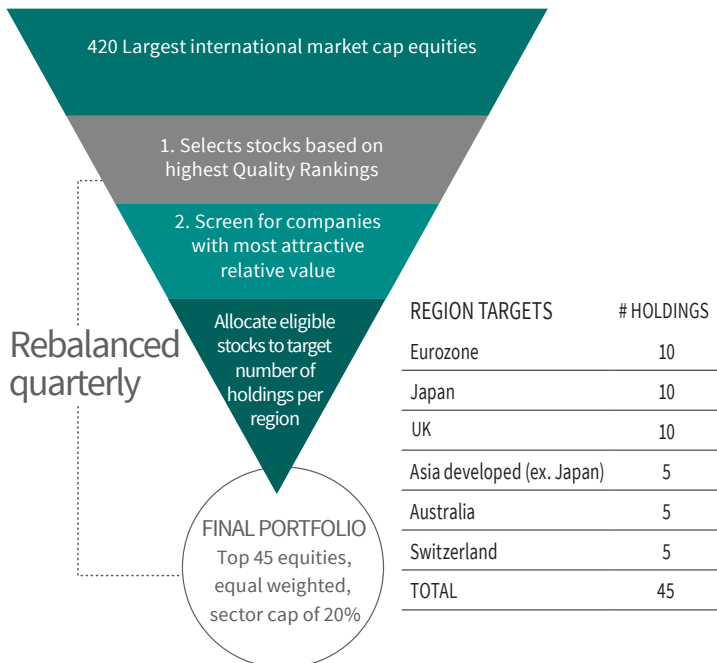 420 Largest international market cap equities
1. Selects stocks based on
highest Quality Rankings
2. Screen for companies
with most attractive
relative value
Allocate eligible
stocks to target
number of
holdings per
region
Rebalanced
quarterly
FINAL PORTFOLIO
Top 45 equities,
equal weighted,
sector cap of 20%
REGION TARGETS # HOLDINGS
Eurozone 10
Japan 10
UK 10
Asia developed (ex. Japan) 5
Australia 5
Switzerland 5
TOTAL 45